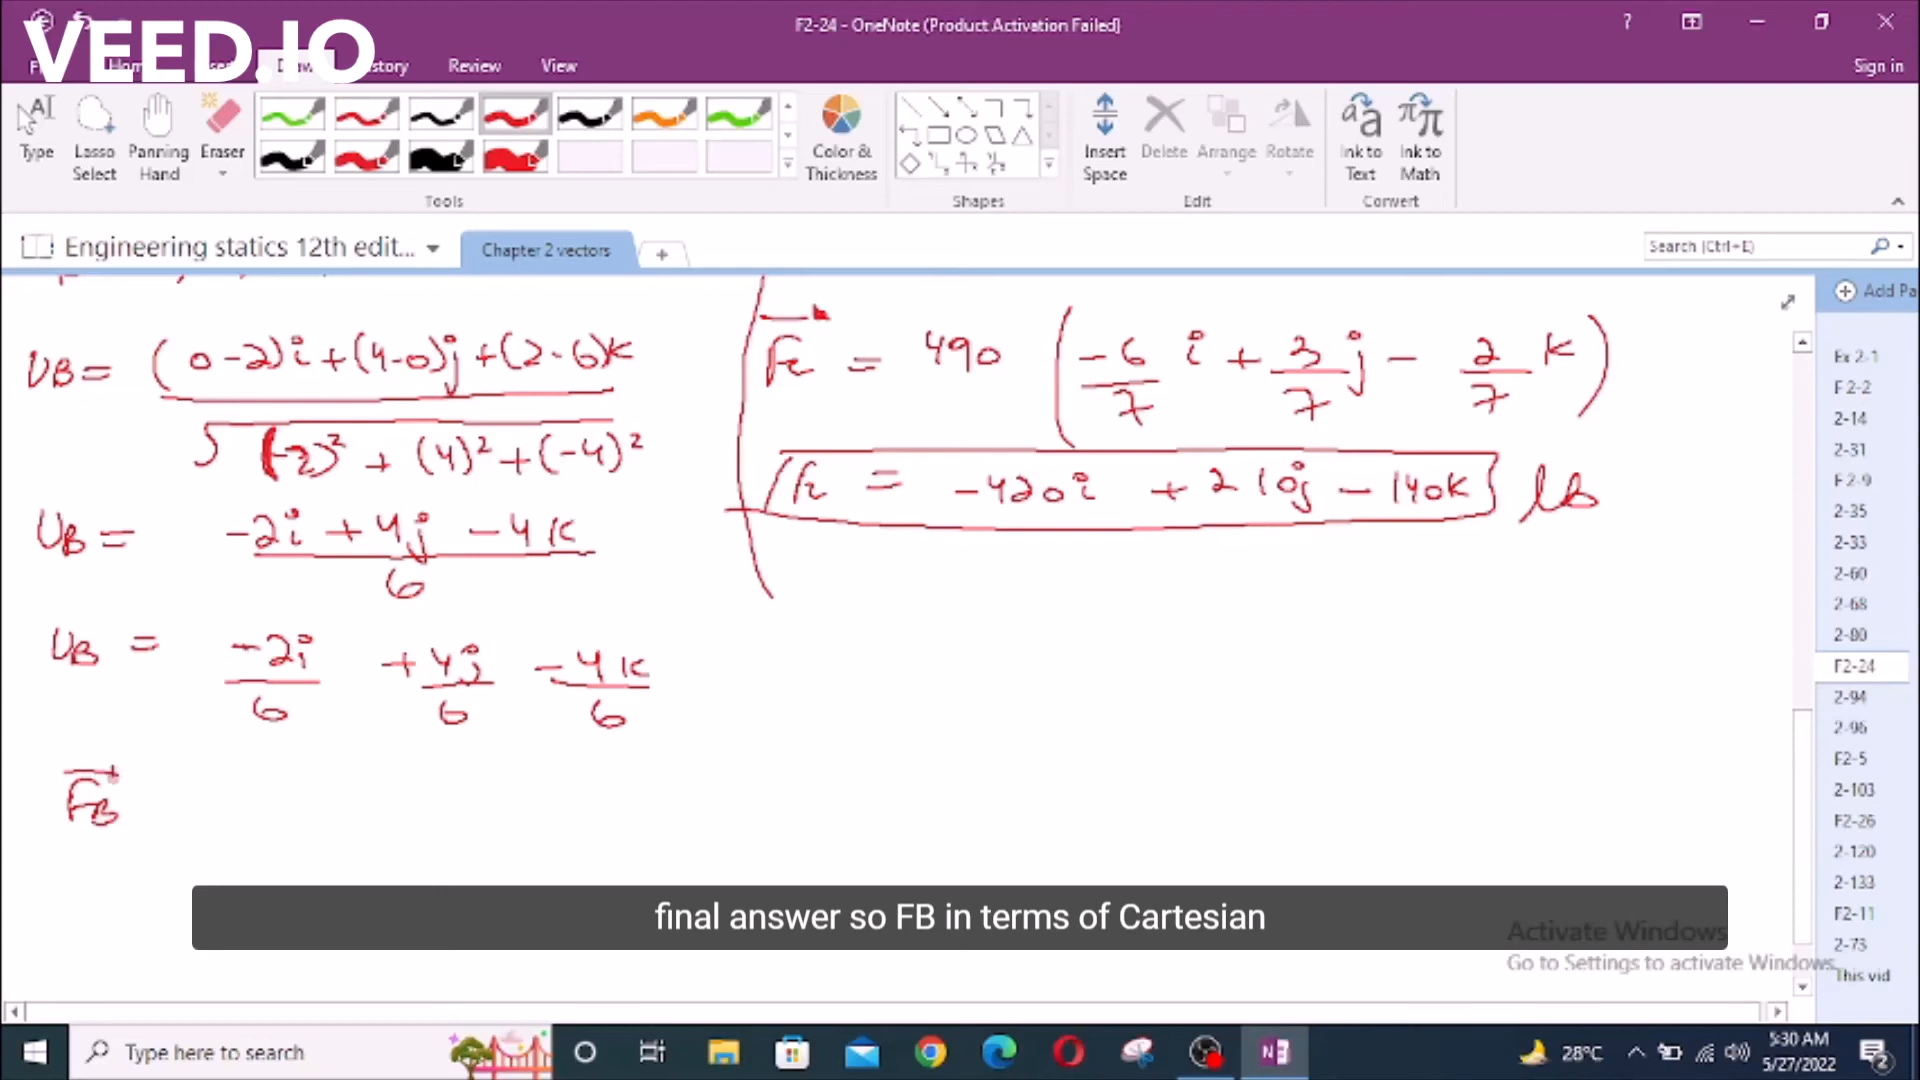 VEED.IO
F2-24 - OneNote (Product Activation Failed)
Review View
Sign in
Type Lasso Select Panning Hand Eraser
Color & Thickness
Insert Space Delete Arrange Rotate
Ink to Text Ink to Math
Tools Shapes Edit Convert
Engineering statics 12th edit... Chapter 2 vectors
Search (Ctrl+E)
Add Pa
UB = (0-2)i+(4-0)j+(2-6)k
√(-2)² + (4)² + (-4)²
UB = -2i + 4j - 4k
6
UB = -2i + 4j - 4k
6 6 6
FB
= 490 ( -6/7 i + 3/7 j - 2/7 k )
= -420i + 210j - 140k lB
Ex 2-1
F 2-2
2-14
2-31
F 2-9
2-35
2-33
2-60
2-68
2-80
F2-24
2-94
2-96
F2-5
2-103
F2-26
2-120
2-133
F2-11
2-73
This vid
final answer so FB in terms of Cartesian
Activate Windows
Go to Settings to activate Windows.
Type here to search
28°C
5:30 AM
5/27/2022
2